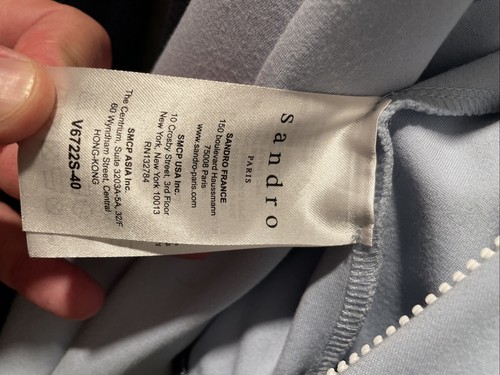 sandro
PARIS
SANDRO FRANCE
150 boulevard Haussmann
75008 Paris
www.sandro-paris.com
SMCP USA Inc.
10 Crosby Street, 3rd Floor
New York, New York 10013
RN132784
SMCP ASIA Inc.
The Centrium, Suite 3203A-5A, 32/F
60 Wyndham Street, Central
HONG-KONG
V6722S-40